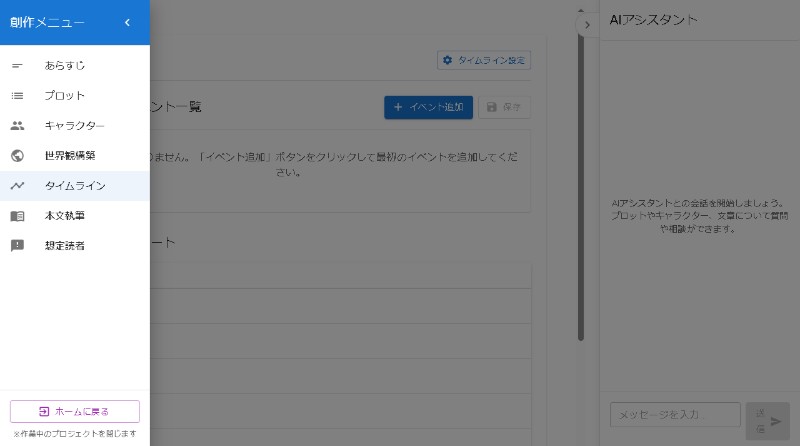 創作メニュー
あらすじ
プロット
キャラクター
世界観構築
タイムライン
本文執筆
想定読者
ホームに戻る
※作業中のプロジェクトを閉じます
タイムライン設定
ント一覧
イベント追加
保存
りません。「イベント追加」ボタンをクリックして最初のイベントを追加してくだ
さい。
ート
AIアシスタント
AIアシスタントとの会話を開始しましょう。
プロットやキャラクター、文章について質問
や相談ができます。
メッセージを入力
送
信